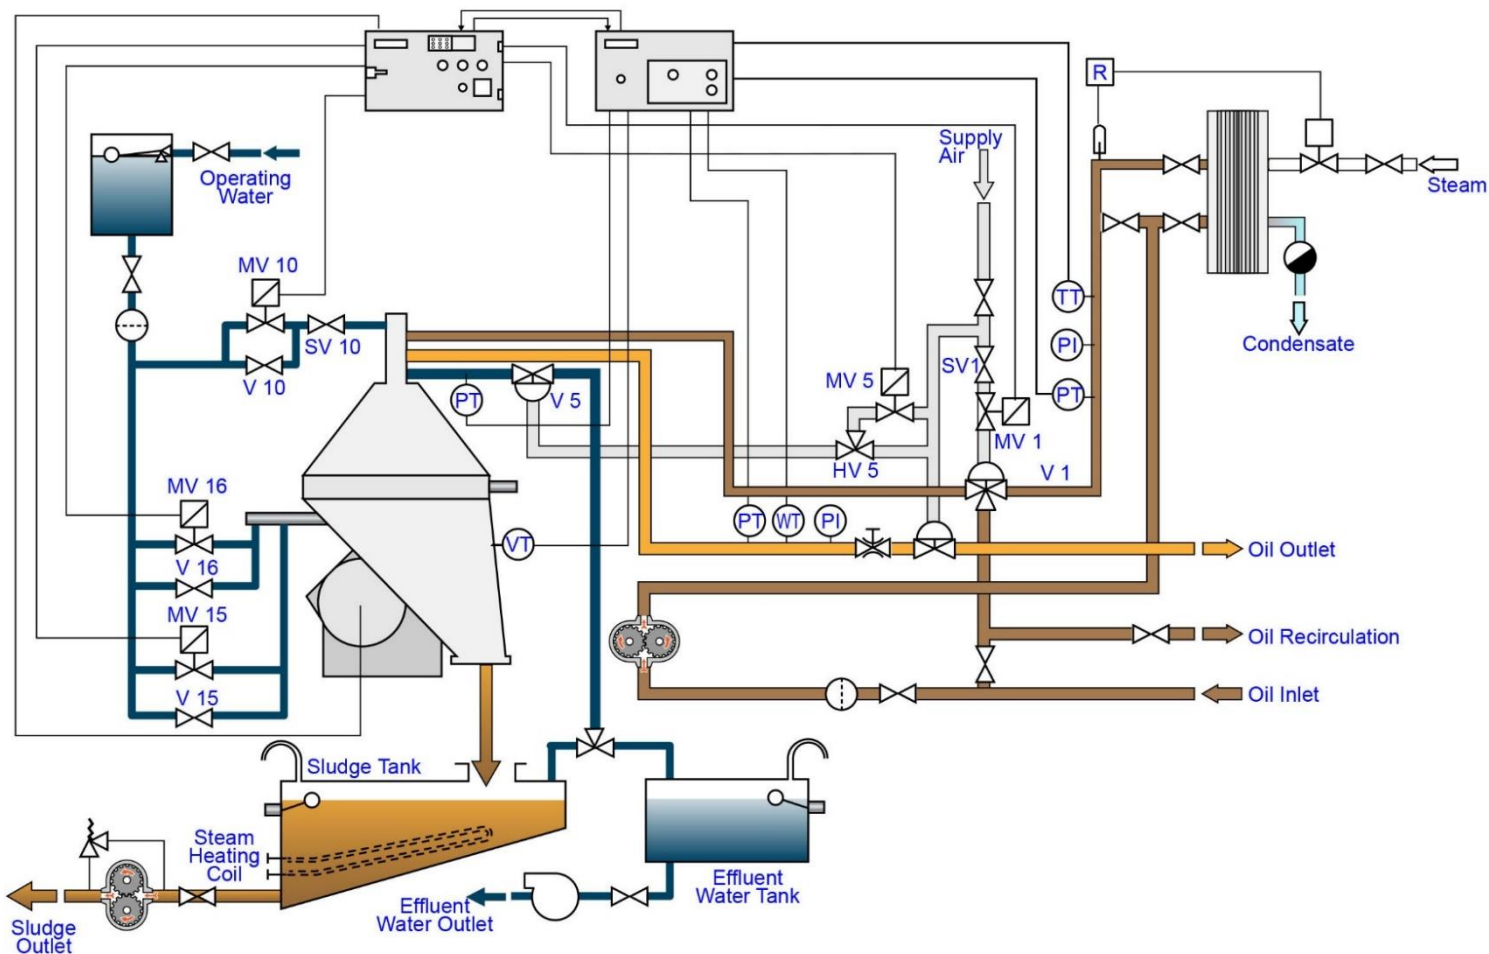 R
Supply
Air
Steam
Operating
Water
MV 10
SV 10
V 10
TT
PI
PT
Condensate
SV1
MV 5
PT
V 5
MV 1
HV 5
V 1
MV 16
PT
WT
PI
VT
V 16
Oil Outlet
MV 15
Oil Recirculation
V 15
Oil Inlet
Sludge Tank
Steam
Heating
Coil
Effluent
Water Tank
Effluent
Water Outlet
Sludge
Outlet